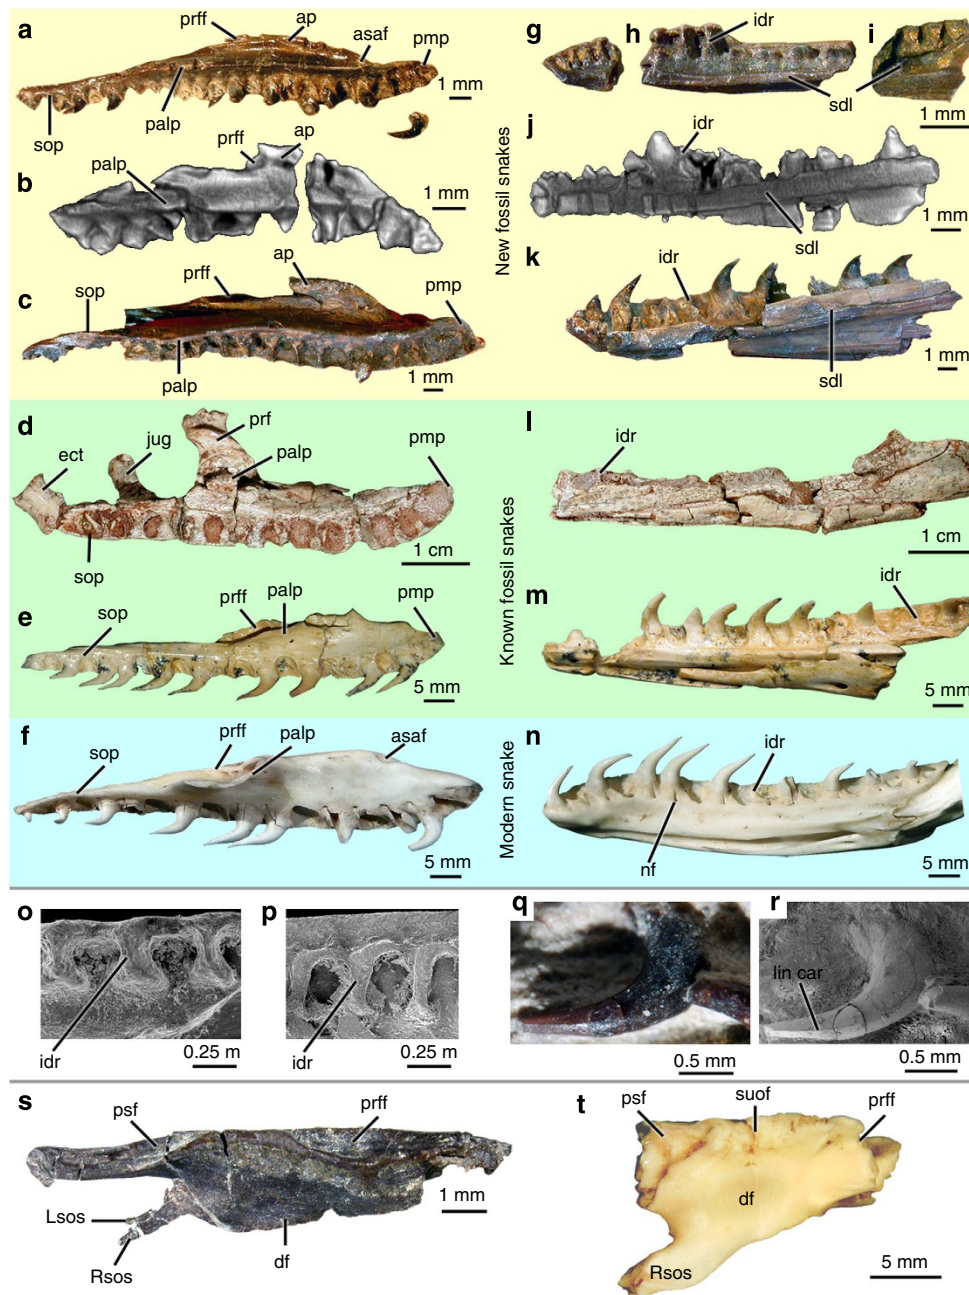 a
prff
ap
asaf
pmp
sop
palp
1 mm
b
palp
prff
ap
1 mm
c
sop
prff
ap
pmp
palp
1 mm
g
h
idr
i
sdl
1 mm
j
idr
sdl
1 mm
k
idr
sdl
1 mm
New fossil snakes
d
ect
jug
prf
palp
pmp
sop
1 cm
e
sop
prff
palp
pmp
5 mm
l
idr
1 cm
m
idr
5 mm
Known fossil snakes
f
sop
prff
palp
asaf
5 mm
n
idr
nf
5 mm
Modern snake
o
idr
0.25 m
p
idr
0.25 m
q
0.5 mm
r
lin car
0.5 mm
s
psf
prff
Lsos
Rsos
df
1 mm
t
psf
suof
prff
df
Rsos
5 mm